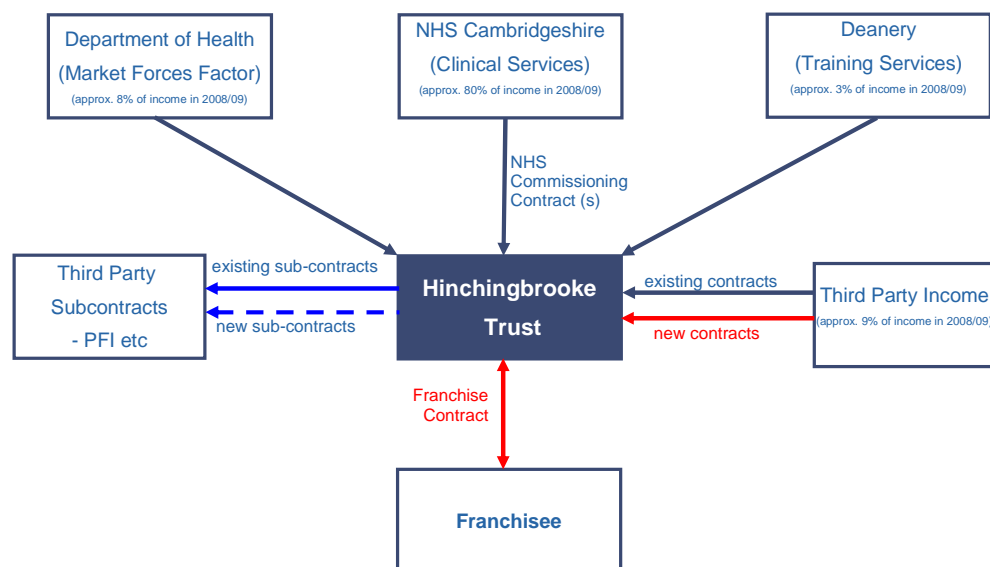 Department of Health
(Market Forces Factor)
(approx. 8% of income in 2008/09)
NHS Cambridgeshire
(Clinical Services)
(approx. 80% of income in 2008/09)
Deanery
(Training Services)
(approx. 3% of income in 2008/09)
NHS
Commissioning
Contract (s)
Third Party
Subcontracts
- PFI etc
existing sub-contracts
new sub-contracts
Hinchingbrooke
Trust
existing contracts
new contracts
Third Party Income
(approx. 9% of income in 2008/09)
Franchise
Contract
Franchisee